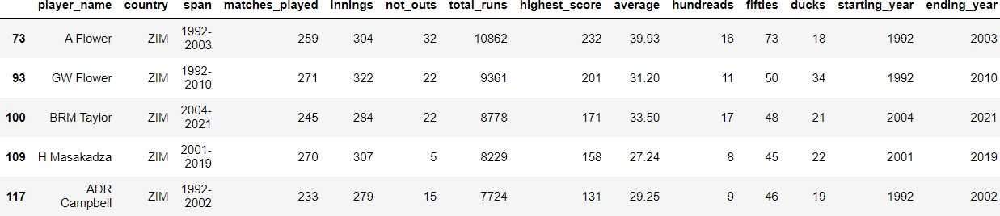 player_name country span matches_played innings not_outs total_runs highest_score average hundreads fifties ducks starting_year ending_year
73 A Flower ZIM 1992-2003 259 304 32 10862 232 39.93 16 73 18 1992 2003
93 GW Flower ZIM 1992-2010 271 322 22 9361 201 31.20 11 50 34 1992 2010
100 BRM Taylor ZIM 2004-2021 245 284 22 8778 171 33.50 17 48 21 2004 2021
109 H Masakadza ZIM 2001-2019 270 307 5 8229 158 27.24 8 45 22 2001 2019
117 ADR Campbell ZIM 1992-2002 233 279 15 7724 131 29.25 9 46 19 1992 2002